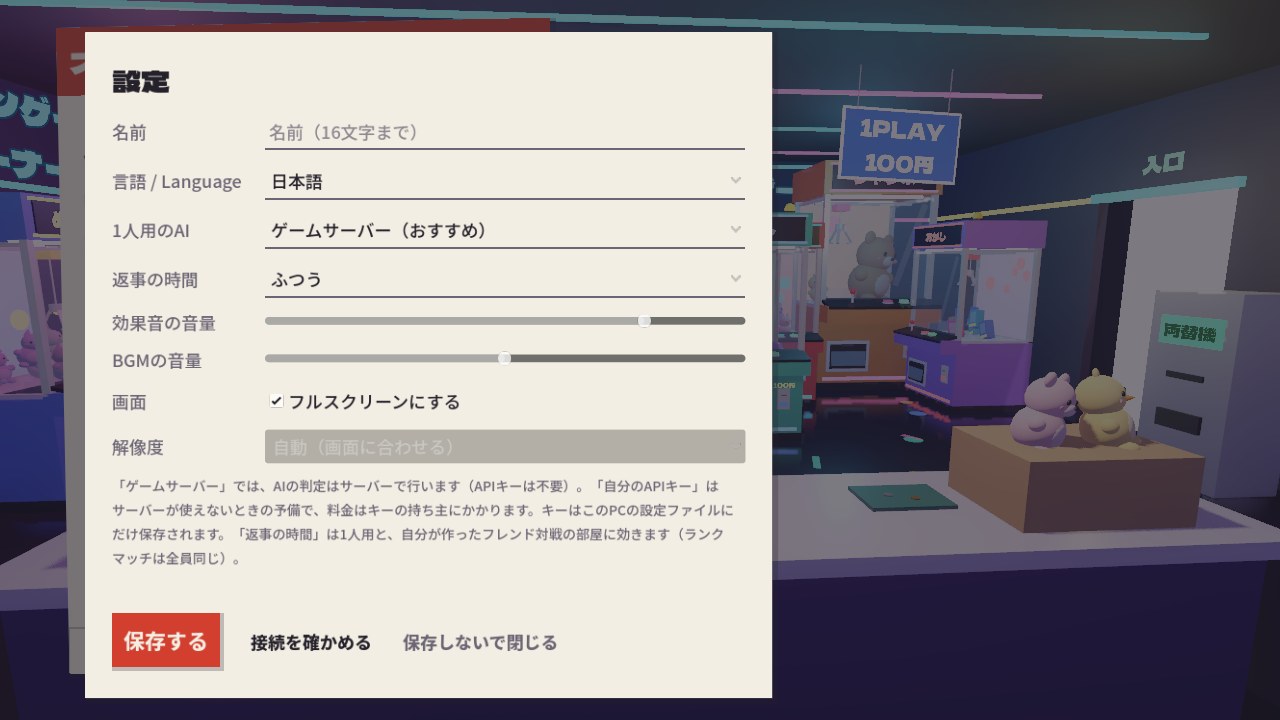 設定
名前
名前（16文字まで）
言語 / Language
日本語
1人用のAI
ゲームサーバー（おすすめ）
返事の時間
ふつう
効果音の音量
BGMの音量
画面
フルスクリーンにする
解像度
自動（画面に合わせる）
「ゲームサーバー」では、AIの判定はサーバーで行います（APIキーは不要）。「自分のAPIキー」は
サーバーが使えないときの予備で、料金はキーの持ち主にかかります。キーはこのPCの設定ファイルに
だけ保存されます。「返事の時間」は1人用と、自分が作ったフレンド対戦の部屋に効きます（ランク
マッチは全員同じ）。
保存する
接続を確かめる
保存しないで閉じる
1PLAY
100円
入口
両替機
100円